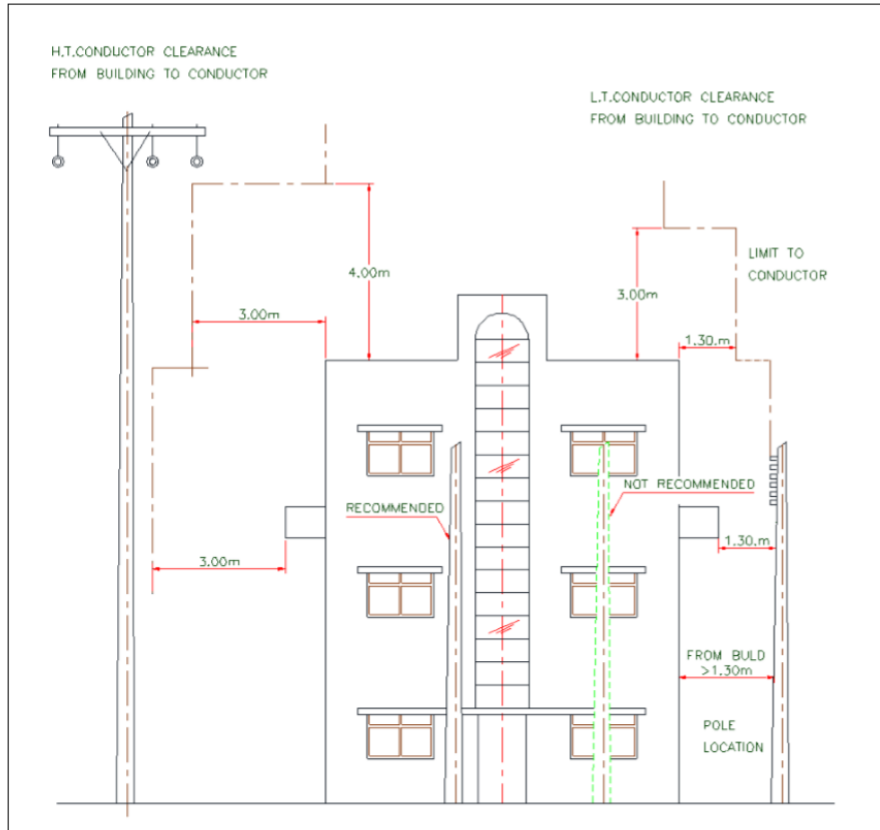 H.T.CONDUCTOR CLEARANCE
FROM BUILDING TO CONDUCTOR
L.T.CONDUCTOR CLEARANCE
FROM BUILDING TO CONDUCTOR
LIMIT TO
CONDUCTOR
4.00m
3.00m
3.00m
1.30.m
NOT RECOMMENDED
RECOMMENDED
1.30.m
3.00m
FROM BULD
>1.30m
POLE
LOCATION